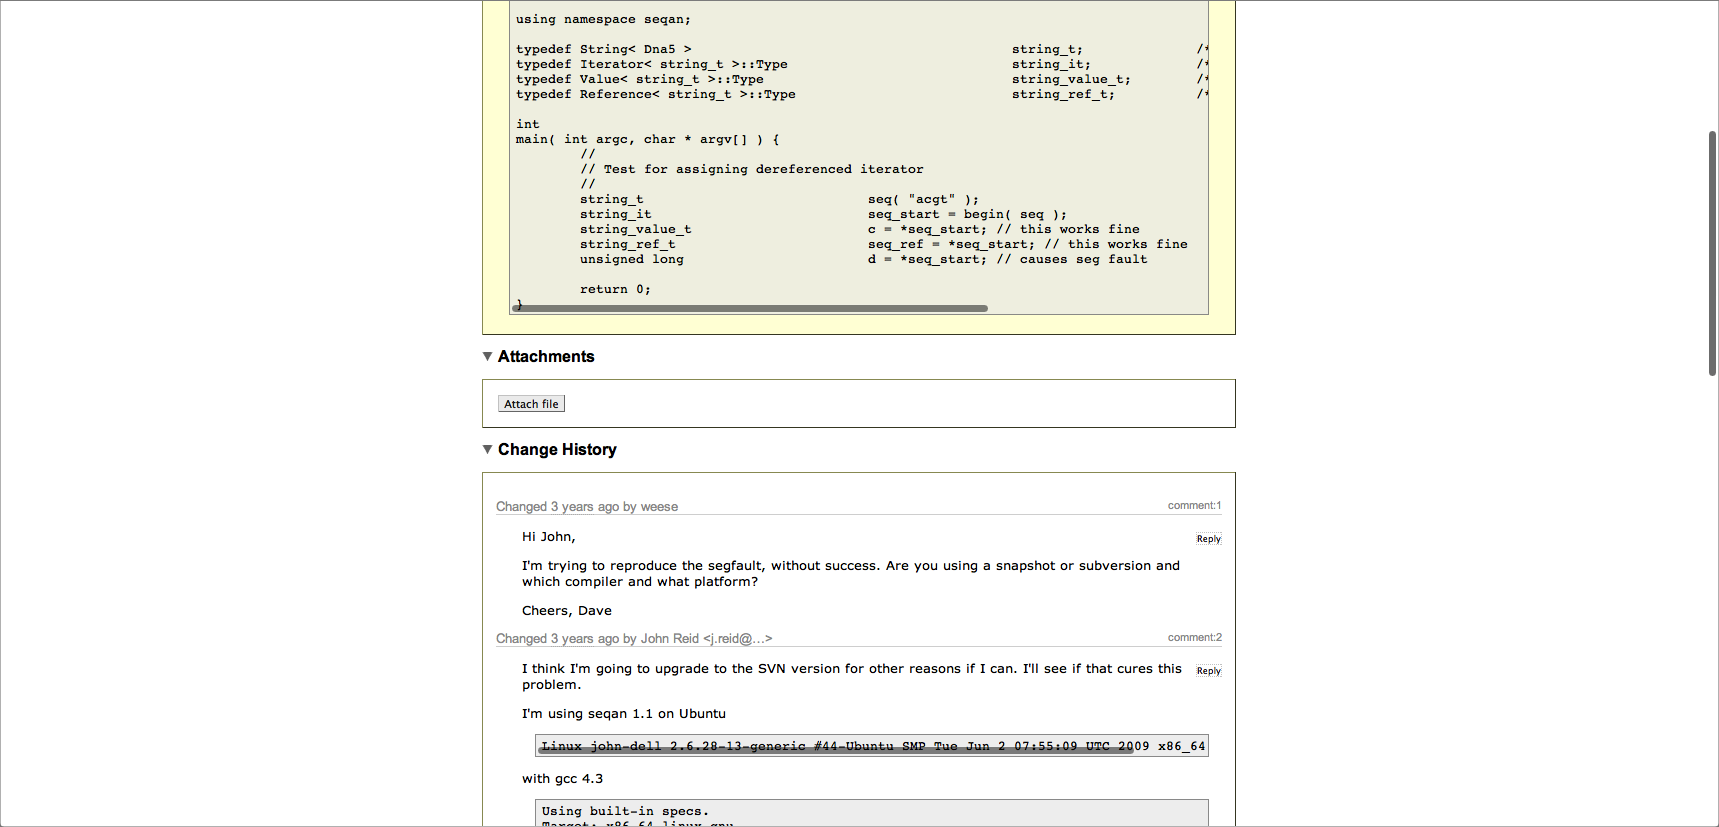 using namespace seqan;
typedef String< Dna5 > string_t; /*
typedef Iterator< string_t >::Type string_it; /*
typedef Value< string_t >::Type string_value_t; /*
typedef Reference< string_t >::Type string_ref_t; /*
int
main( int argc, char * argv[] ) {
//
// Test for assigning dereferenced iterator
//
string_t seq( "acgt" );
string_it seq_start = begin( seq );
string_value_t c = *seq_start; // this works fine
string_ref_t seq_ref = *seq_start; // this works fine
unsigned long d = *seq_start; // causes seg fault
return 0;
}
▼ Attachments
Attach file
▼ Change History
Changed 3 years ago by weese comment:1
Hi John, Reply
I'm trying to reproduce the segfault, without success. Are you using a snapshot or subversion and
which compiler and what platform?
Cheers, Dave
Changed 3 years ago by John Reid <j.reid@…> comment:2
I think I'm going to upgrade to the SVN version for other reasons if I can. I'll see if that cures this Reply
problem.
I'm using seqan 1.1 on Ubuntu
Linux john-dell 2.6.28-13-generic #44-Ubuntu SMP Tue Jun 2 07:55:09 UTC 2009 x86_64
with gcc 4.3
Using built-in specs.
Target: x86_64-linux-gnu